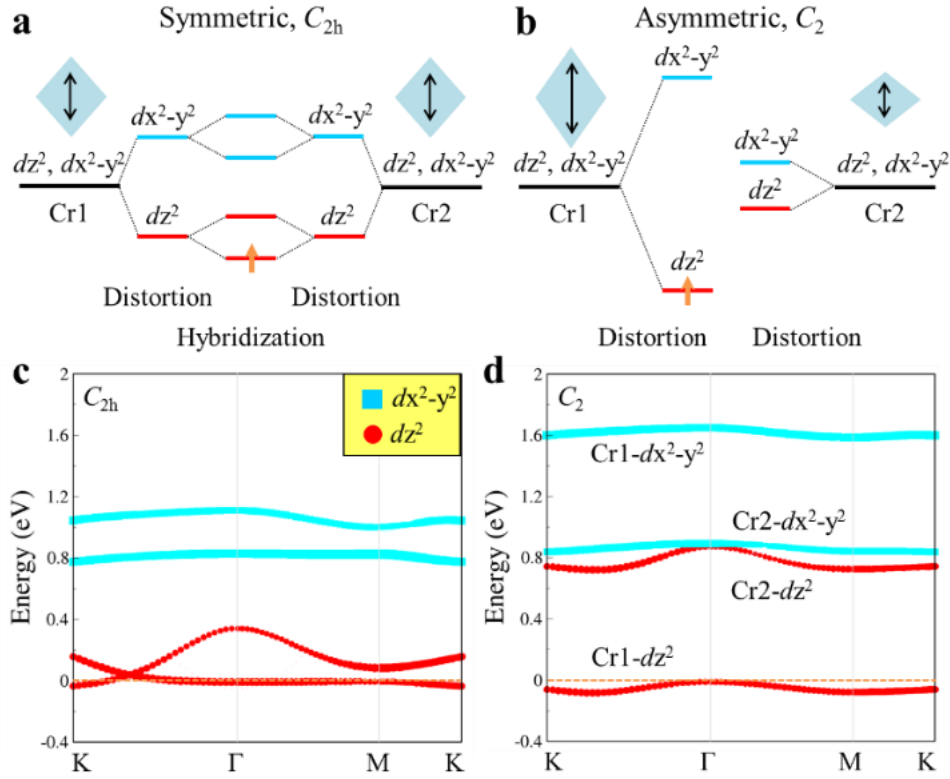 a Symmetric, C₂ₕ
dx²-y² dx²-y²
dz², dx²-y² dz², dx²-y²
Cr1 dz² dz² Cr2
Distortion Distortion
Hybridization
b Asymmetric, C₂
dx²-y²
dz², dx²-y² dx²-y² dz², dx²-y²
Cr1 dz² Cr2
dz²
Distortion Distortion
c
C₂ₕ
dx²-y²
dz²
Energy (eV)
2
1.6
1.2
0.8
0.4
0
-0.4
K Γ M K
d
C₂
Cr1-dx²-y²
Cr2-dx²-y²
Cr2-dz²
Cr1-dz²
Energy (eV)
2
1.6
1.2
0.8
0.4
0
-0.4
K Γ M K